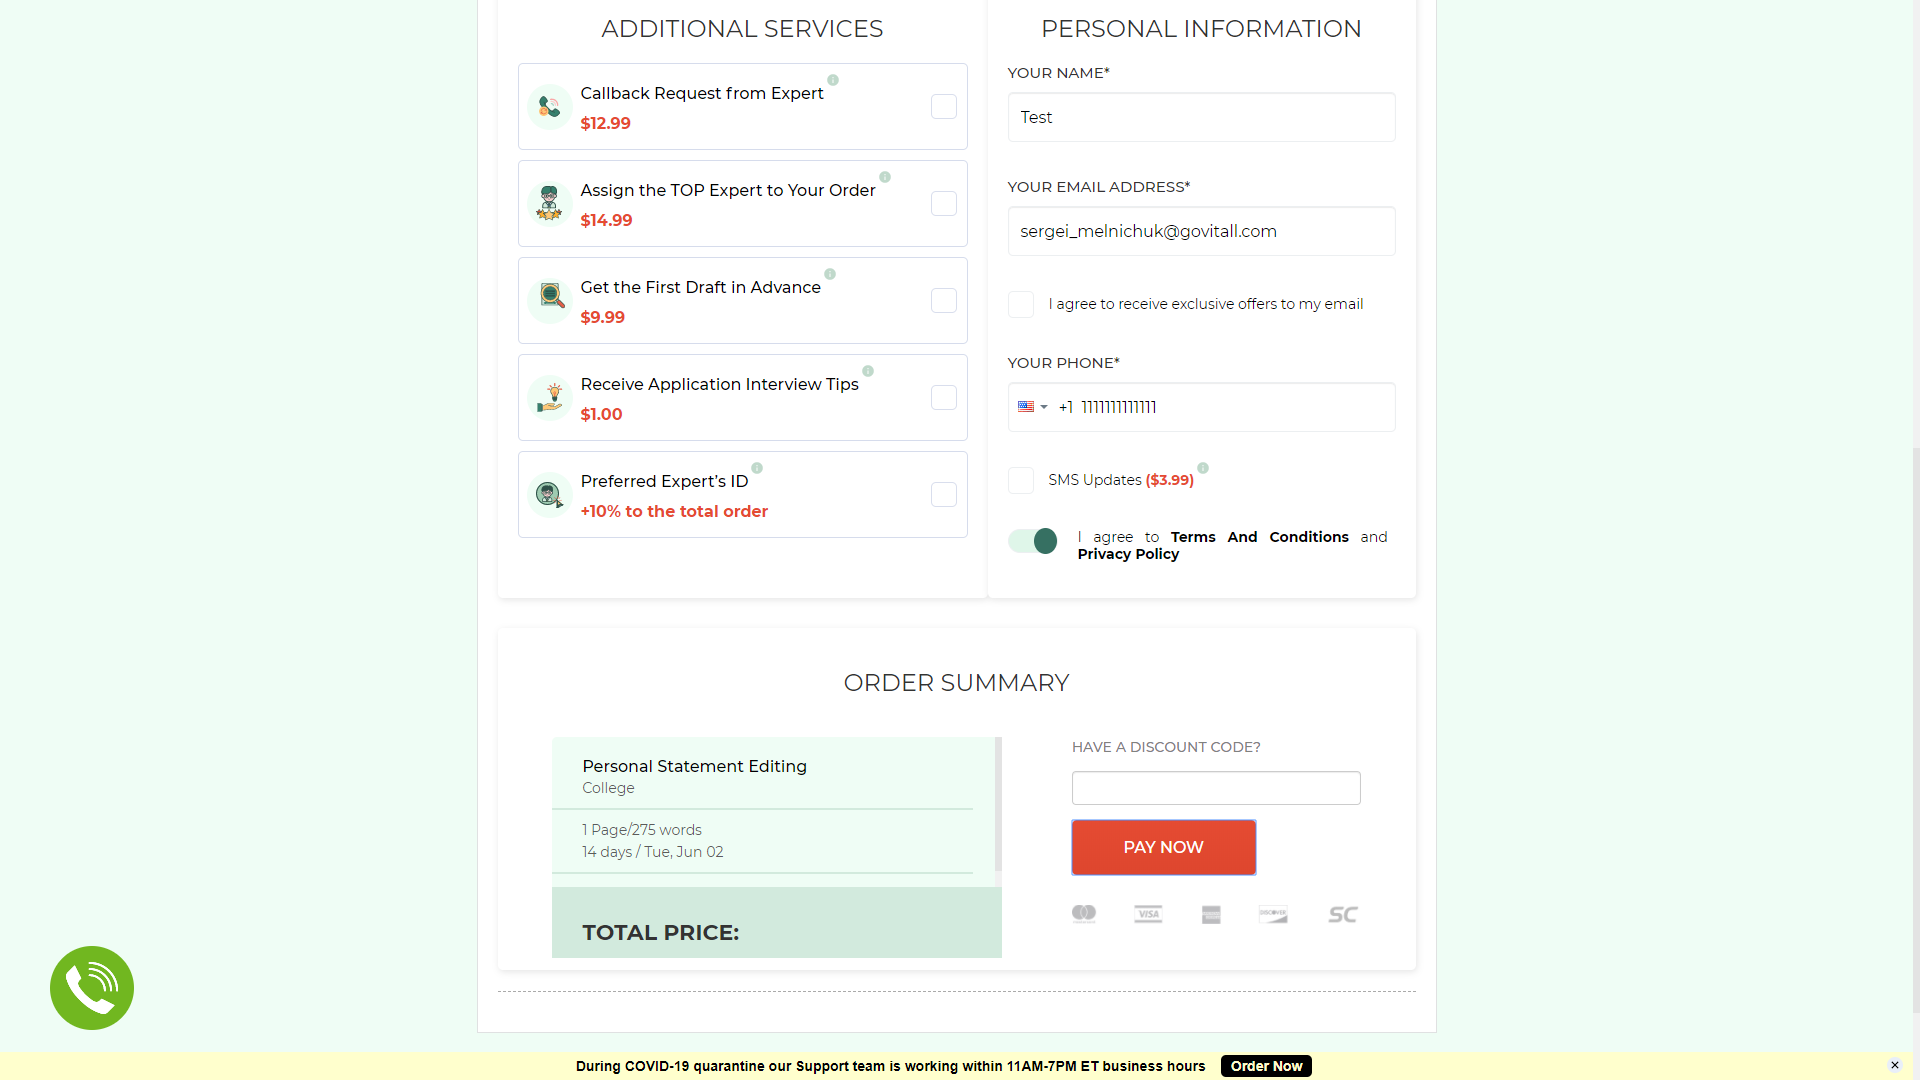 ADDITIONAL SERVICES
Callback Request from Expert
$12.99
Assign the TOP Expert to Your Order
$14.99
Get the First Draft in Advance
$9.99
Receive Application Interview Tips
$1.00
Preferred Expert's ID
+10% to the total order
PERSONAL INFORMATION
YOUR NAME*
Test
YOUR EMAIL ADDRESS*
sergei_melnichuk@govitall.com
I agree to receive exclusive offers to my email
YOUR PHONE*
+1 1111111111111
SMS Updates ($3.99)
I agree to Terms And Conditions and
Privacy Policy
ORDER SUMMARY
Personal Statement Editing
College
1 Page/275 words
14 days / Tue, Jun 02
TOTAL PRICE:
HAVE A DISCOUNT CODE?
PAY NOW
VISA
DISCOVER
SC
During COVID-19 quarantine our Support team is working within 11AM-7PM ET business hours
Order Now